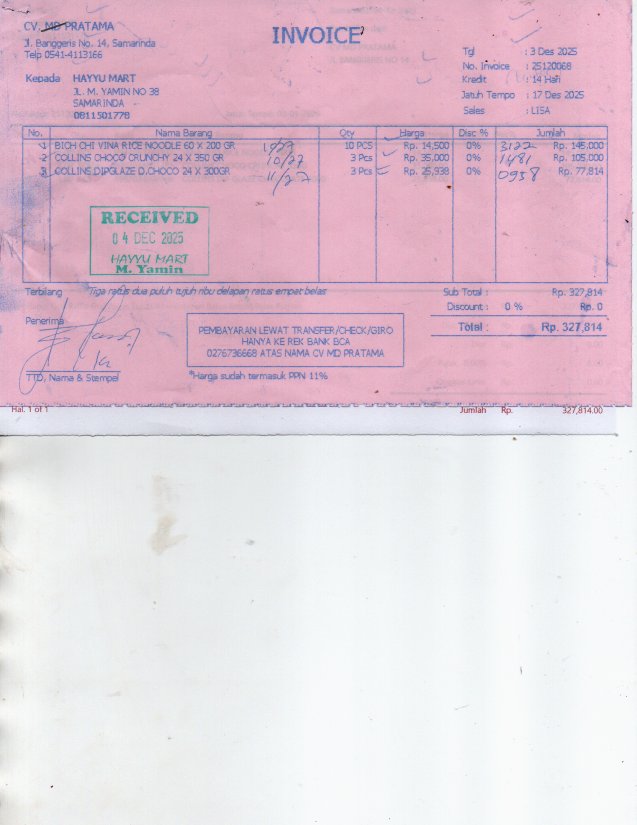 CV. MD PRATAMA
Jl. Banggeris No. 14, Samarinda
Telp 0541-4113166
INVOICE
Tgl : 3 Des 2025
No. Invoice : 25120068
Kredit : 14 Hari
Jatuh Tempo : 17 Des 2025
Sales : LISA
Kepada HAYYU MART
JL. M. YAMIN NO 38
SAMARINDA
0811501778
No. Nama Barang Qty Harga Disc % Jumlah
1 BICH CHI VINA RICE NOODLE 60 X 200 GR 10 PCS Rp. 14,500 0% 3122 Rp. 145,000
2 COLLINS CHOCO CRUNCHY 24 X 350 GR 10/27 3 Pcs Rp. 35,000 0% 1481 Rp. 105,000
3 COLLINS DIPGLAZE D.CHOCO 24 X 300GR 11/27 3 Pcs Rp. 25,938 0% 0958 Rp. 77,814
RECEIVED
04 DEC 2025
HAYYU MART
M. Yamin
Terbilang Tiga ratus dua puluh tujuh ribu delapan ratus empat belas
Sub Total : Rp. 327,814
Discount : 0 % Rp. 0
Total : Rp. 327,814
Penerima
PEMBAYARAN LEWAT TRANSFER/CHECK/GIRO
HANYA KE REK BANK BCA
0276736668 ATAS NAMA CV MD PRATAMA
TTD, Nama & Stempel
*Harga sudah termasuk PPN 11%
Hal. 1 of 1
Jumlah Rp. 327,814.00